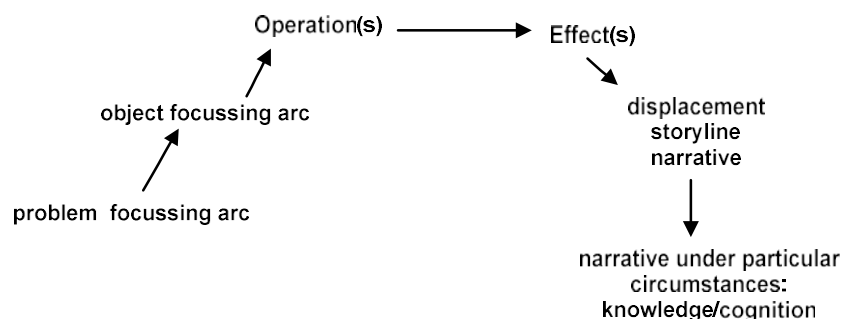 Operation(s)
Effect(s)
object focussing arc
displacement
storyline
narrative
problem focussing arc
narrative under particular
circumstances:
knowledge/cognition